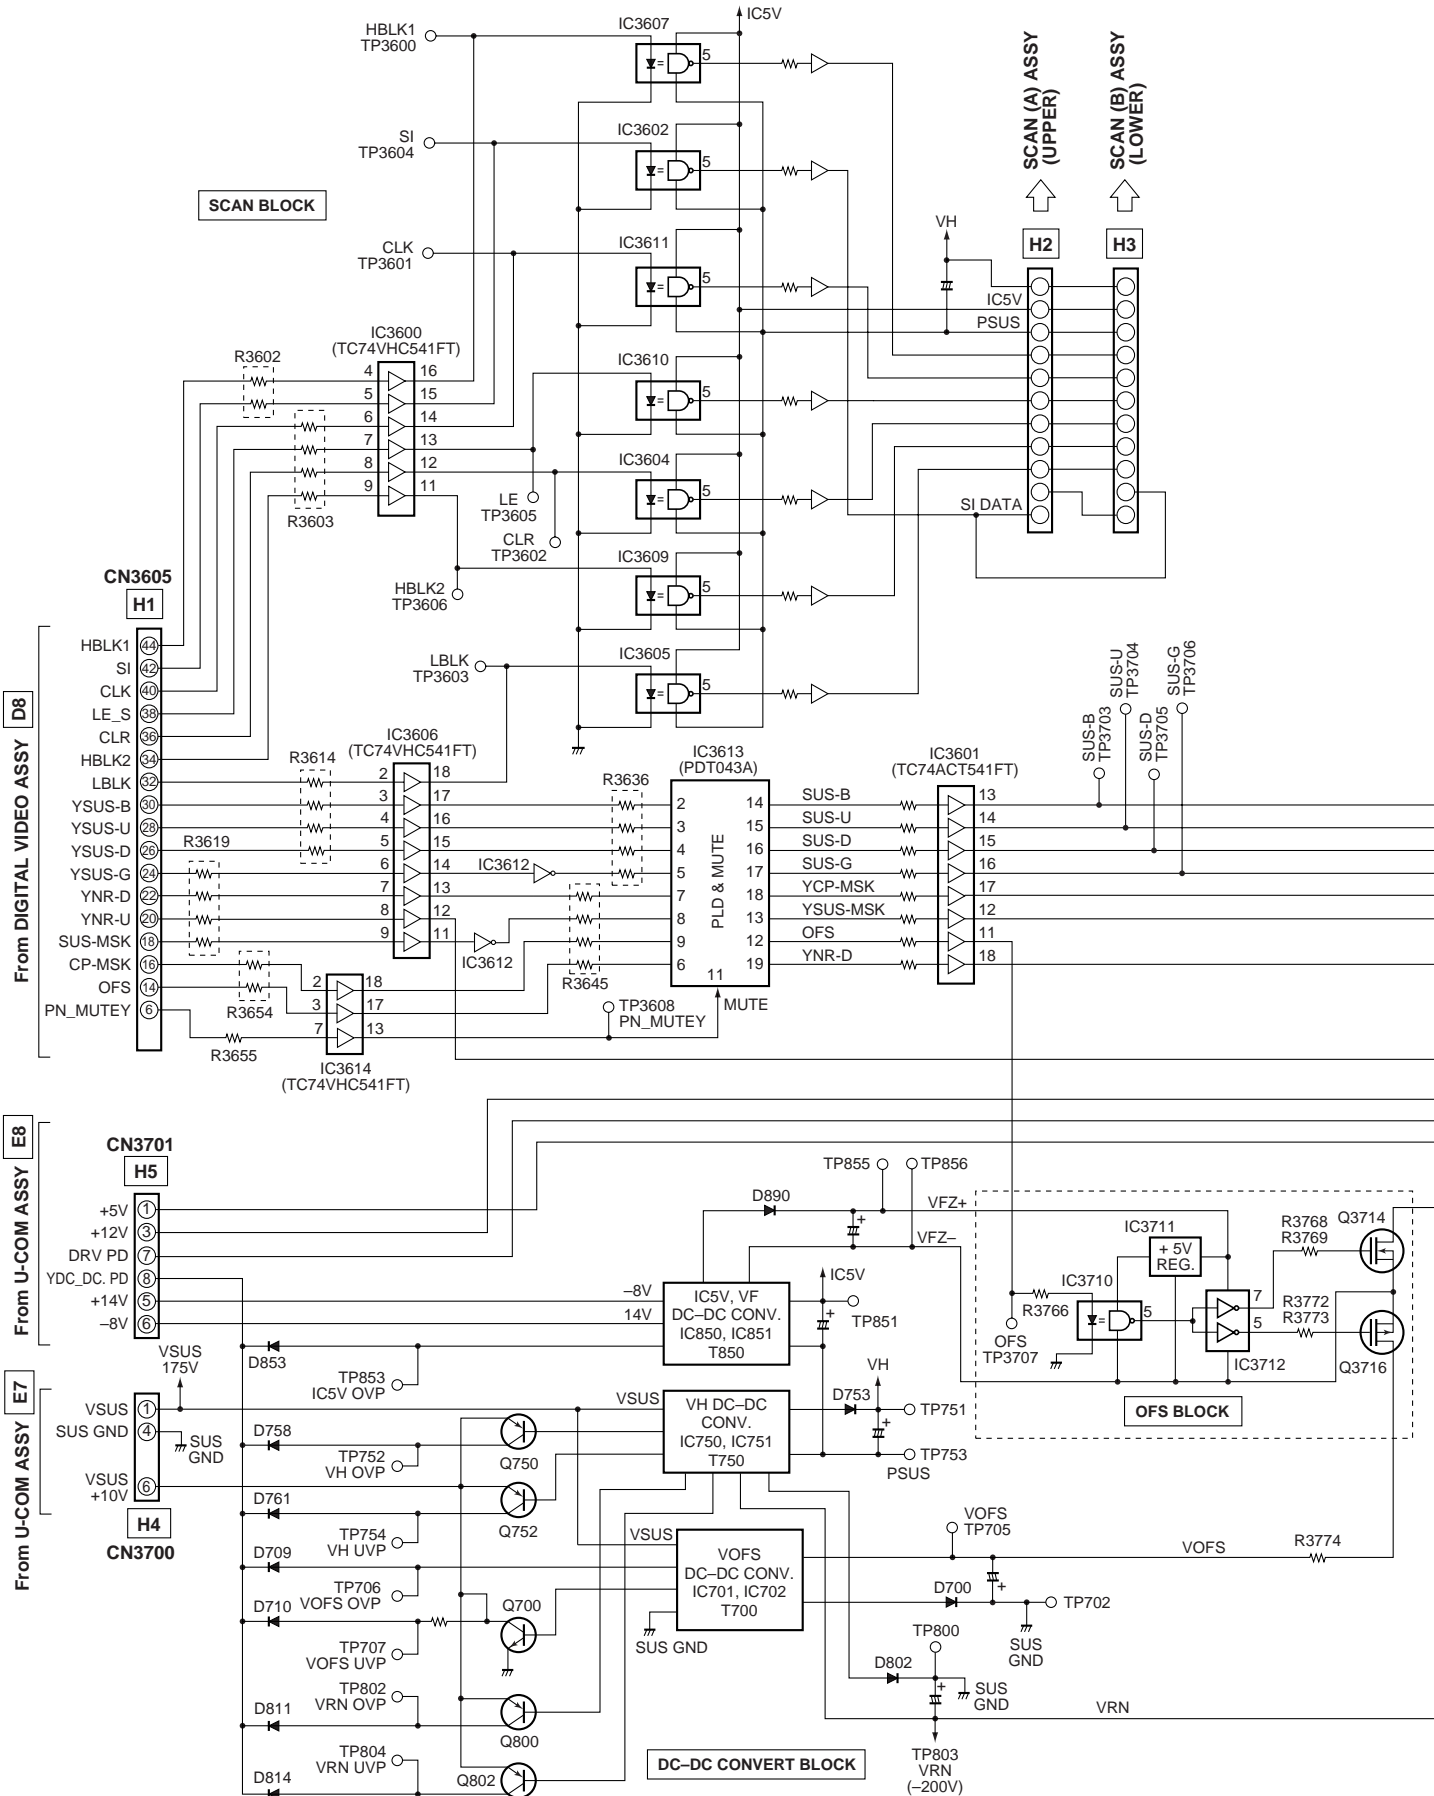 IC5V
HBLK1
TP3600
IC3607
5
SI
TP3604
IC3602
5
SCAN BLOCK
CLK
TP3601
IC3611
5
SCAN (A) ASSY
(UPPER)
SCAN (B) ASSY
(LOWER)
VH
H2
H3
IC5V
PSUS
SI DATA
R3602
IC3600
(TC74VHC541FT)
4 16
5 15
6 14
7 13
8 12
9 11
R3603
IC3610
5
LE
TP3605
IC3604
5
CLR
TP3602
IC3609
5
HBLK2
TP3606
LBLK
TP3603
IC3605
5
CN3605
H1
From DIGITAL VIDEO ASSY D8
HBLK1 44
SI 42
CLK 40
LE_S 38
CLR 36
HBLK2 34
LBLK 32
YSUS-B 30
YSUS-U 28
YSUS-D 26
YSUS-G 24
YNR-D 22
YNR-U 20
SUS-MSK 18
CP-MSK 16
OFS 14
PN_MUTEY 6
R3614
R3619
R3654
R3655
IC3606
(TC74VHC541FT)
2 18
3 17
4 16
5 15
6 14
7 13
8 12
9 11
IC3612
IC3612
2 18
3 17
7 13
IC3614
(TC74VHC541FT)
R3636
R3645
TP3608
PN_MUTEY
IC3613
(PDT043A)
PLD & MUTE
2 14
3 15
4 16
5 17
7 18
8 13
9 12
6 19
11
MUTE
SUS-B
SUS-U
SUS-D
SUS-G
YCP-MSK
YSUS-MSK
OFS
YNR-D
IC3601
(TC74ACT541FT)
13
14
15
16
17
12
11
18
SUS-B
TP3703
SUS-U
TP3704
SUS-D
TP3705
SUS-G
TP3706
From U-COM ASSY E8
CN3701
H5
+5V 1
+12V 3
DRV PD 7
YDC_DC. PD 8
+14V 5
–8V 6
From U-COM ASSY E7
VSUS
175V
VSUS 1
SUS GND 4
VSUS
+10V 6
SUS
GND
H4
CN3700
D853
TP853
IC5V OVP
D758
TP752
VH OVP
Q750
D761
TP754
VH UVP
Q752
D709
TP706
VOFS OVP
D710
TP707
VOFS UVP
Q700
TP802
VRN OVP
D811
Q800
TP804
VRN UVP
D814
Q802
–8V
14V
IC5V, VF
DC–DC CONV.
IC850, IC851
T850
D890
TP855
TP856
VFZ+
VFZ–
+
IC5V
TP851
+
VSUS
VH DC–DC
CONV.
IC750, IC751
T750
D753
VH
TP751
+
TP753
PSUS
VSUS
VOFS
DC–DC CONV.
IC701, IC702
T700
SUS GND
VOFS
TP705
VOFS
R3774
+
D700
TP702
SUS
GND
TP800
D802
SUS
GND
+
VRN
TP803
VRN
(–200V)
DC–DC CONVERT BLOCK
OFS
TP3707
R3766
IC3710
5
IC3711
+ 5V
REG.
7
5
IC3712
R3768
R3769
R3772
R3773
Q3714
Q3716
OFS BLOCK